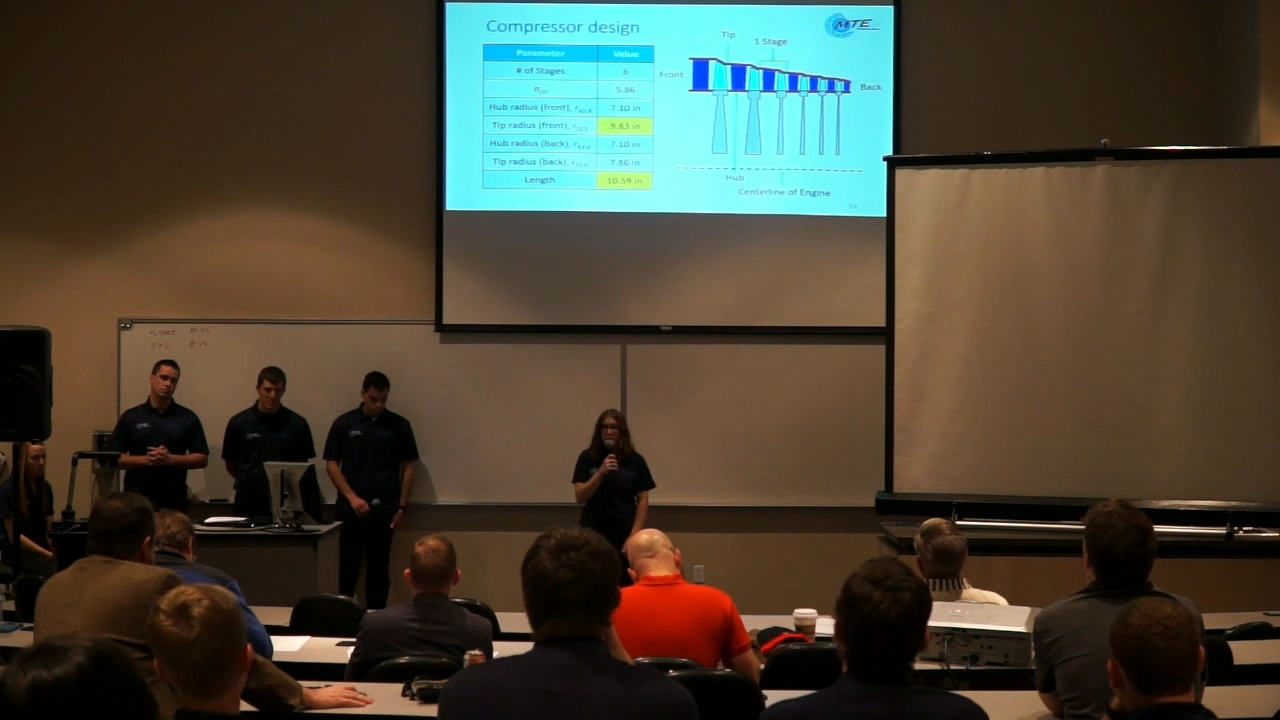 Compressor design
MTE
Parameter Value
# of Stages 6
5.86
Hub radius (front), 7.10 in
Tip radius (front), 9.83 in
Hub radius (back), 7.10 in
Tip radius (back), 7.86 in
Length 10.59 in
Tip
1 Stage
Front
Back
Hub
Centerline of Engine
START
END